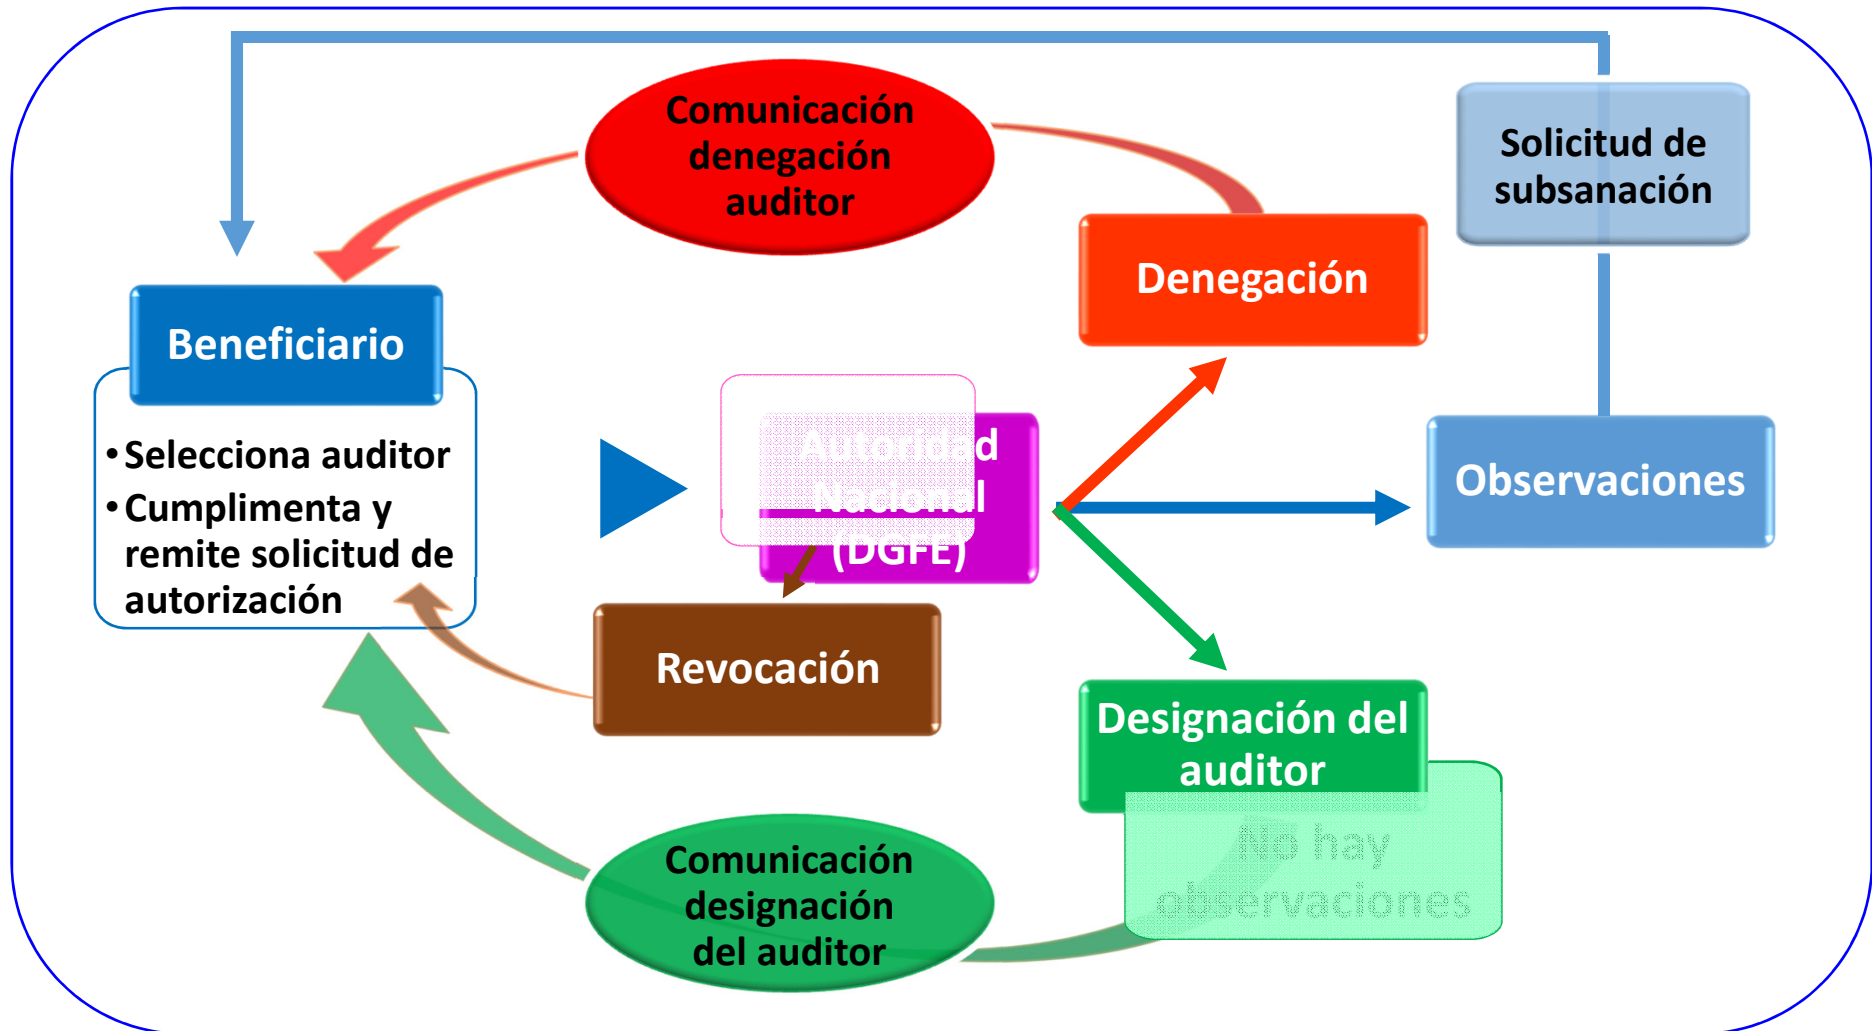 Comunicación
denegación
auditor
Solicitud de
subsanación
Denegación
Beneficiario
• Selecciona auditor
• Cumplimenta y
remite solicitud de
autorización
Autoridad
Nacional
(DGFE)
Observaciones
Revocación
Designación del
auditor
No hay
observaciones
Comunicación
designación
del auditor